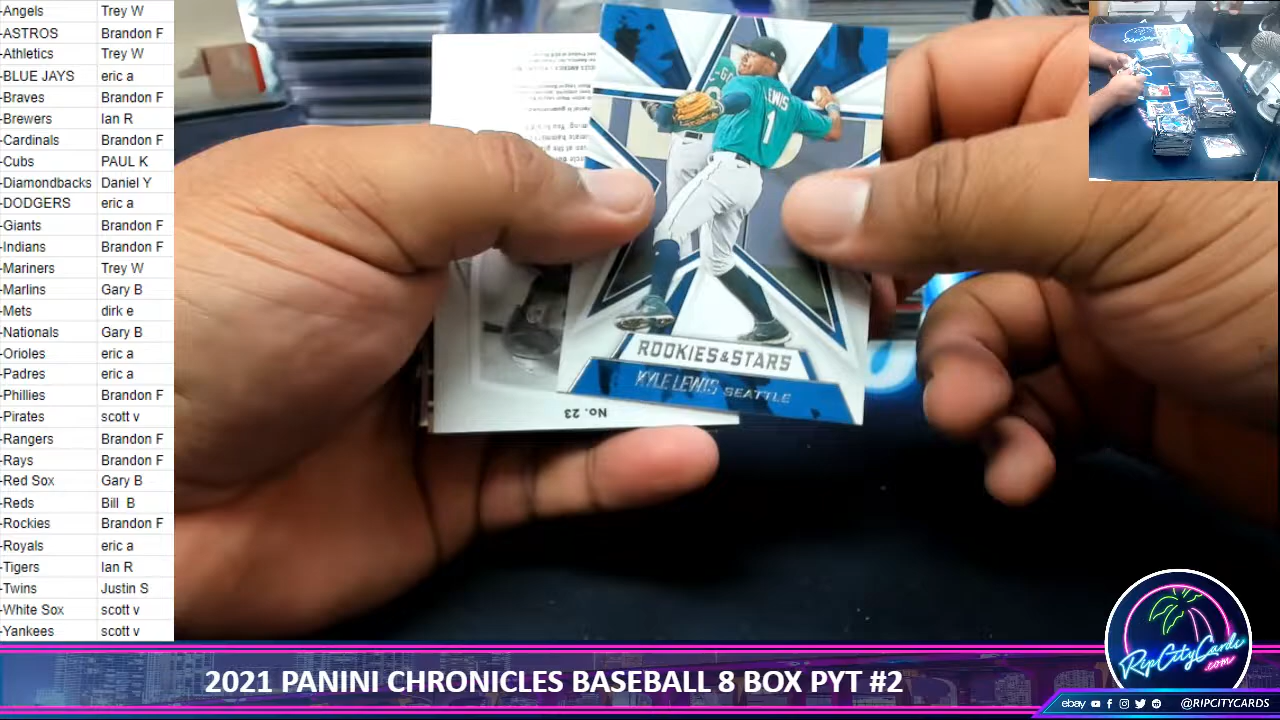 -Angels Trey W
-ASTROS Brandon F
-Athletics Trey W
-BLUE JAYS eric a
-Braves Brandon F
-Brewers Ian R
-Cardinals Brandon F
-Cubs PAUL K
-Diamondbacks Daniel Y
-DODGERS eric a
-Giants Brandon F
-Indians Brandon F
-Mariners Trey W
-Marlins Gary B
-Mets dirk e
-Nationals Gary B
-Orioles eric a
-Padres eric a
-Phillies Brandon F
-Pirates scott v
-Rangers Brandon F
-Rays Brandon F
-Red Sox Gary B
-Reds Bill B
-Rockies Brandon F
-Royals eric a
-Tigers Ian R
-Twins Justin S
-White Sox scott v
-Yankees scott v
LEWIS
1
ROOKIES & STARS
KYLE LEWIS SEATTLE
No. 23
2021 PANINI CHRONICLES BASEBALL 8 BOX PYT #2
RipCityCards
.com
ebay @RIPCITYCARDS